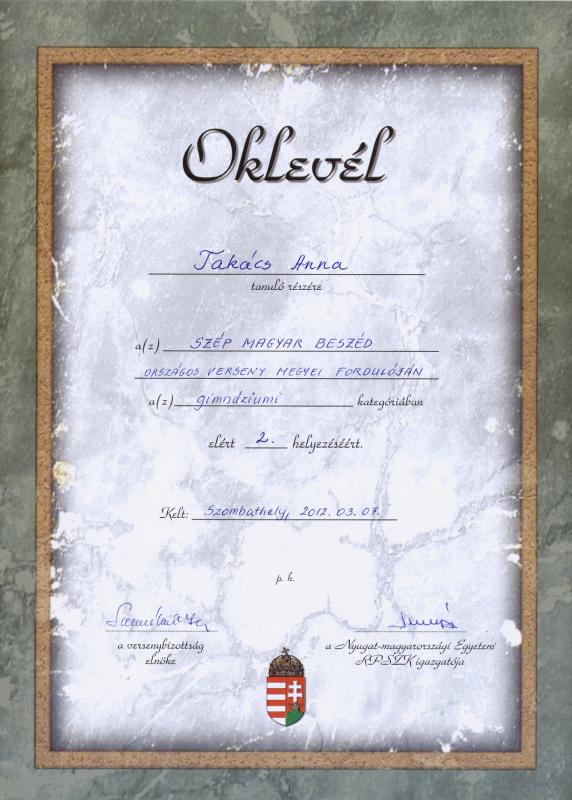 Oklevél
Takács Anna
tanuló részére
a(z) SZÉP MAGYAR BESZÉD
ORSZÁGOS VERSENY MEGYEI FORDULÓJÁN
a(z) gimnáziumi kategóriában
elért 2. helyezéséért.
Kelt: Szombathely, 2012. 03. 07.
p. h.
a versenybizottság
elnöke
a Nyugat-magyarországi Egyetem
RPSZK igazgatója